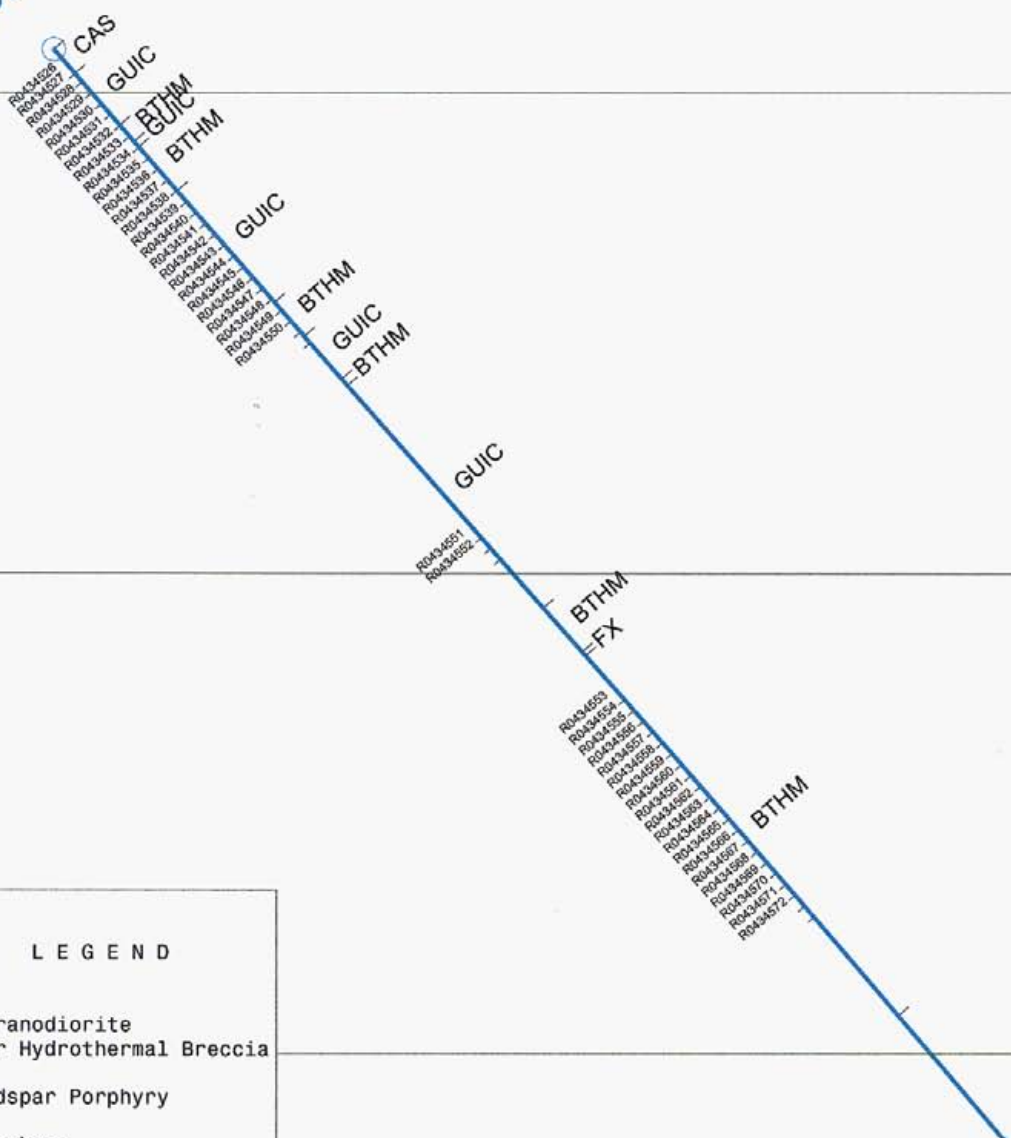 CAS
GUIC
BTHM
GUIC
BTHM
GUIC
BTHM
GUIC
BTHM
GUIC
BTHM
FX
BTHM
R0434526
R0434527
R0434528
R0434529
R0434530
R0434531
R0434532
R0434533
R0434534
R0434535
R0434536
R0434537
R0434538
R0434539
R0434540
R0434541
R0434542
R0434543
R0434544
R0434545
R0434546
R0434547
R0434548
R0434549
R0434550
R0434551
R0434552
R0434553
R0434554
R0434555
R0434556
R0434557
R0434558
R0434559
R0434560
R0434561
R0434562
R0434563
R0434564
R0434565
R0434566
R0434567
R0434568
R0434569
R0434570
R0434571
R0434572
L E G E N D
ranodiorite
r Hydrothermal Breccia
dspar Porphyry